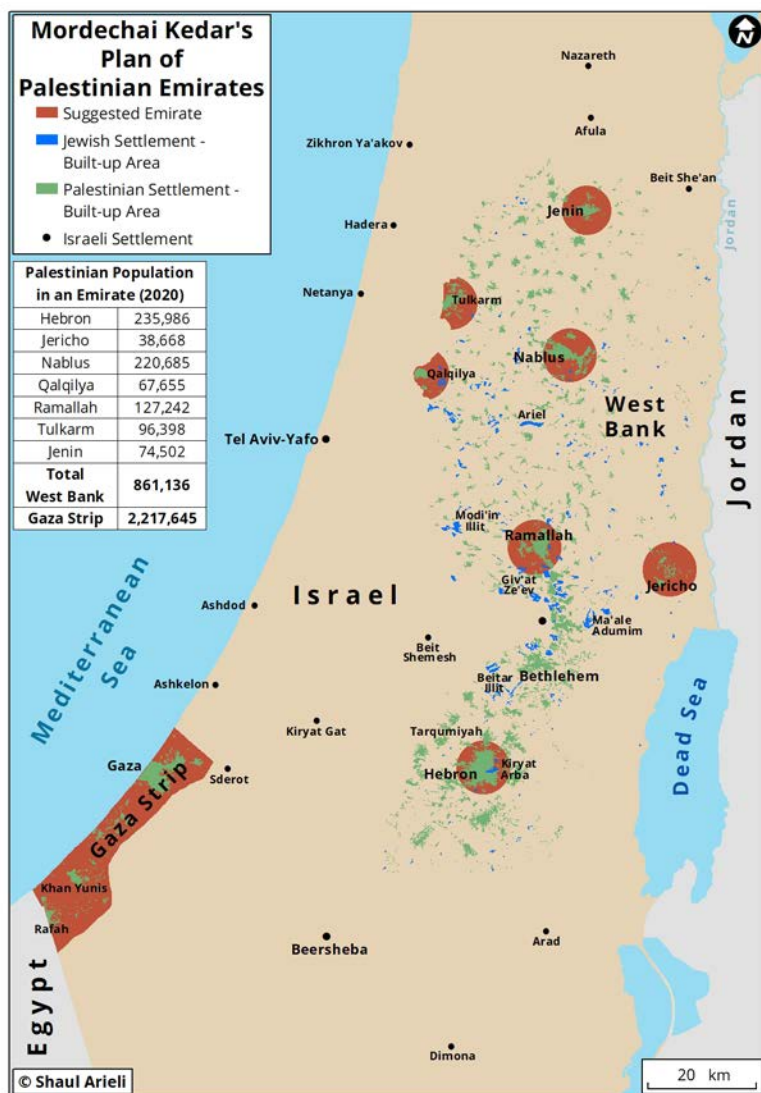 Mordechai Kedar's
Plan of
Palestinian Emirates
Suggested Emirate
Jewish Settlement -
Built-up Area
Palestinian Settlement -
Built-up Area
Israeli Settlement
Palestinian Population
in an Emirate (2020)
Hebron 235,986
Jericho 38,668
Nablus 220,685
Qalqilya 67,655
Ramallah 127,242
Tulkarm 96,398
Jenin 74,502
Total
West Bank 861,136
Gaza Strip 2,217,645
N
Nazareth
Afula
Zikhron Ya'akov
Beit She'an
Jenin
Hadera
Jordan
Netanya
Tulkarm
Nablus
Qalqilya
West
Bank
Ariel
Tel Aviv-Yafo
Jordan
Modi'in
Illit
Ramallah
Giv'at
Ze'ev
Jericho
Israel
Ashdod
Ma'ale
Adumim
Mediterranean
Sea
Beit
Shemesh
Bethlehem
Beitar
Illit
Ashkelon
Dead Sea
Kiryat Gat
Tarqumiyah
Gaza
Sderot
Hebron
Kiryat
Arba
Gaza Strip
Khan Yunis
Rafah
Beersheba
Arad
Egypt
Dimona
© Shaul Arieli
20 km